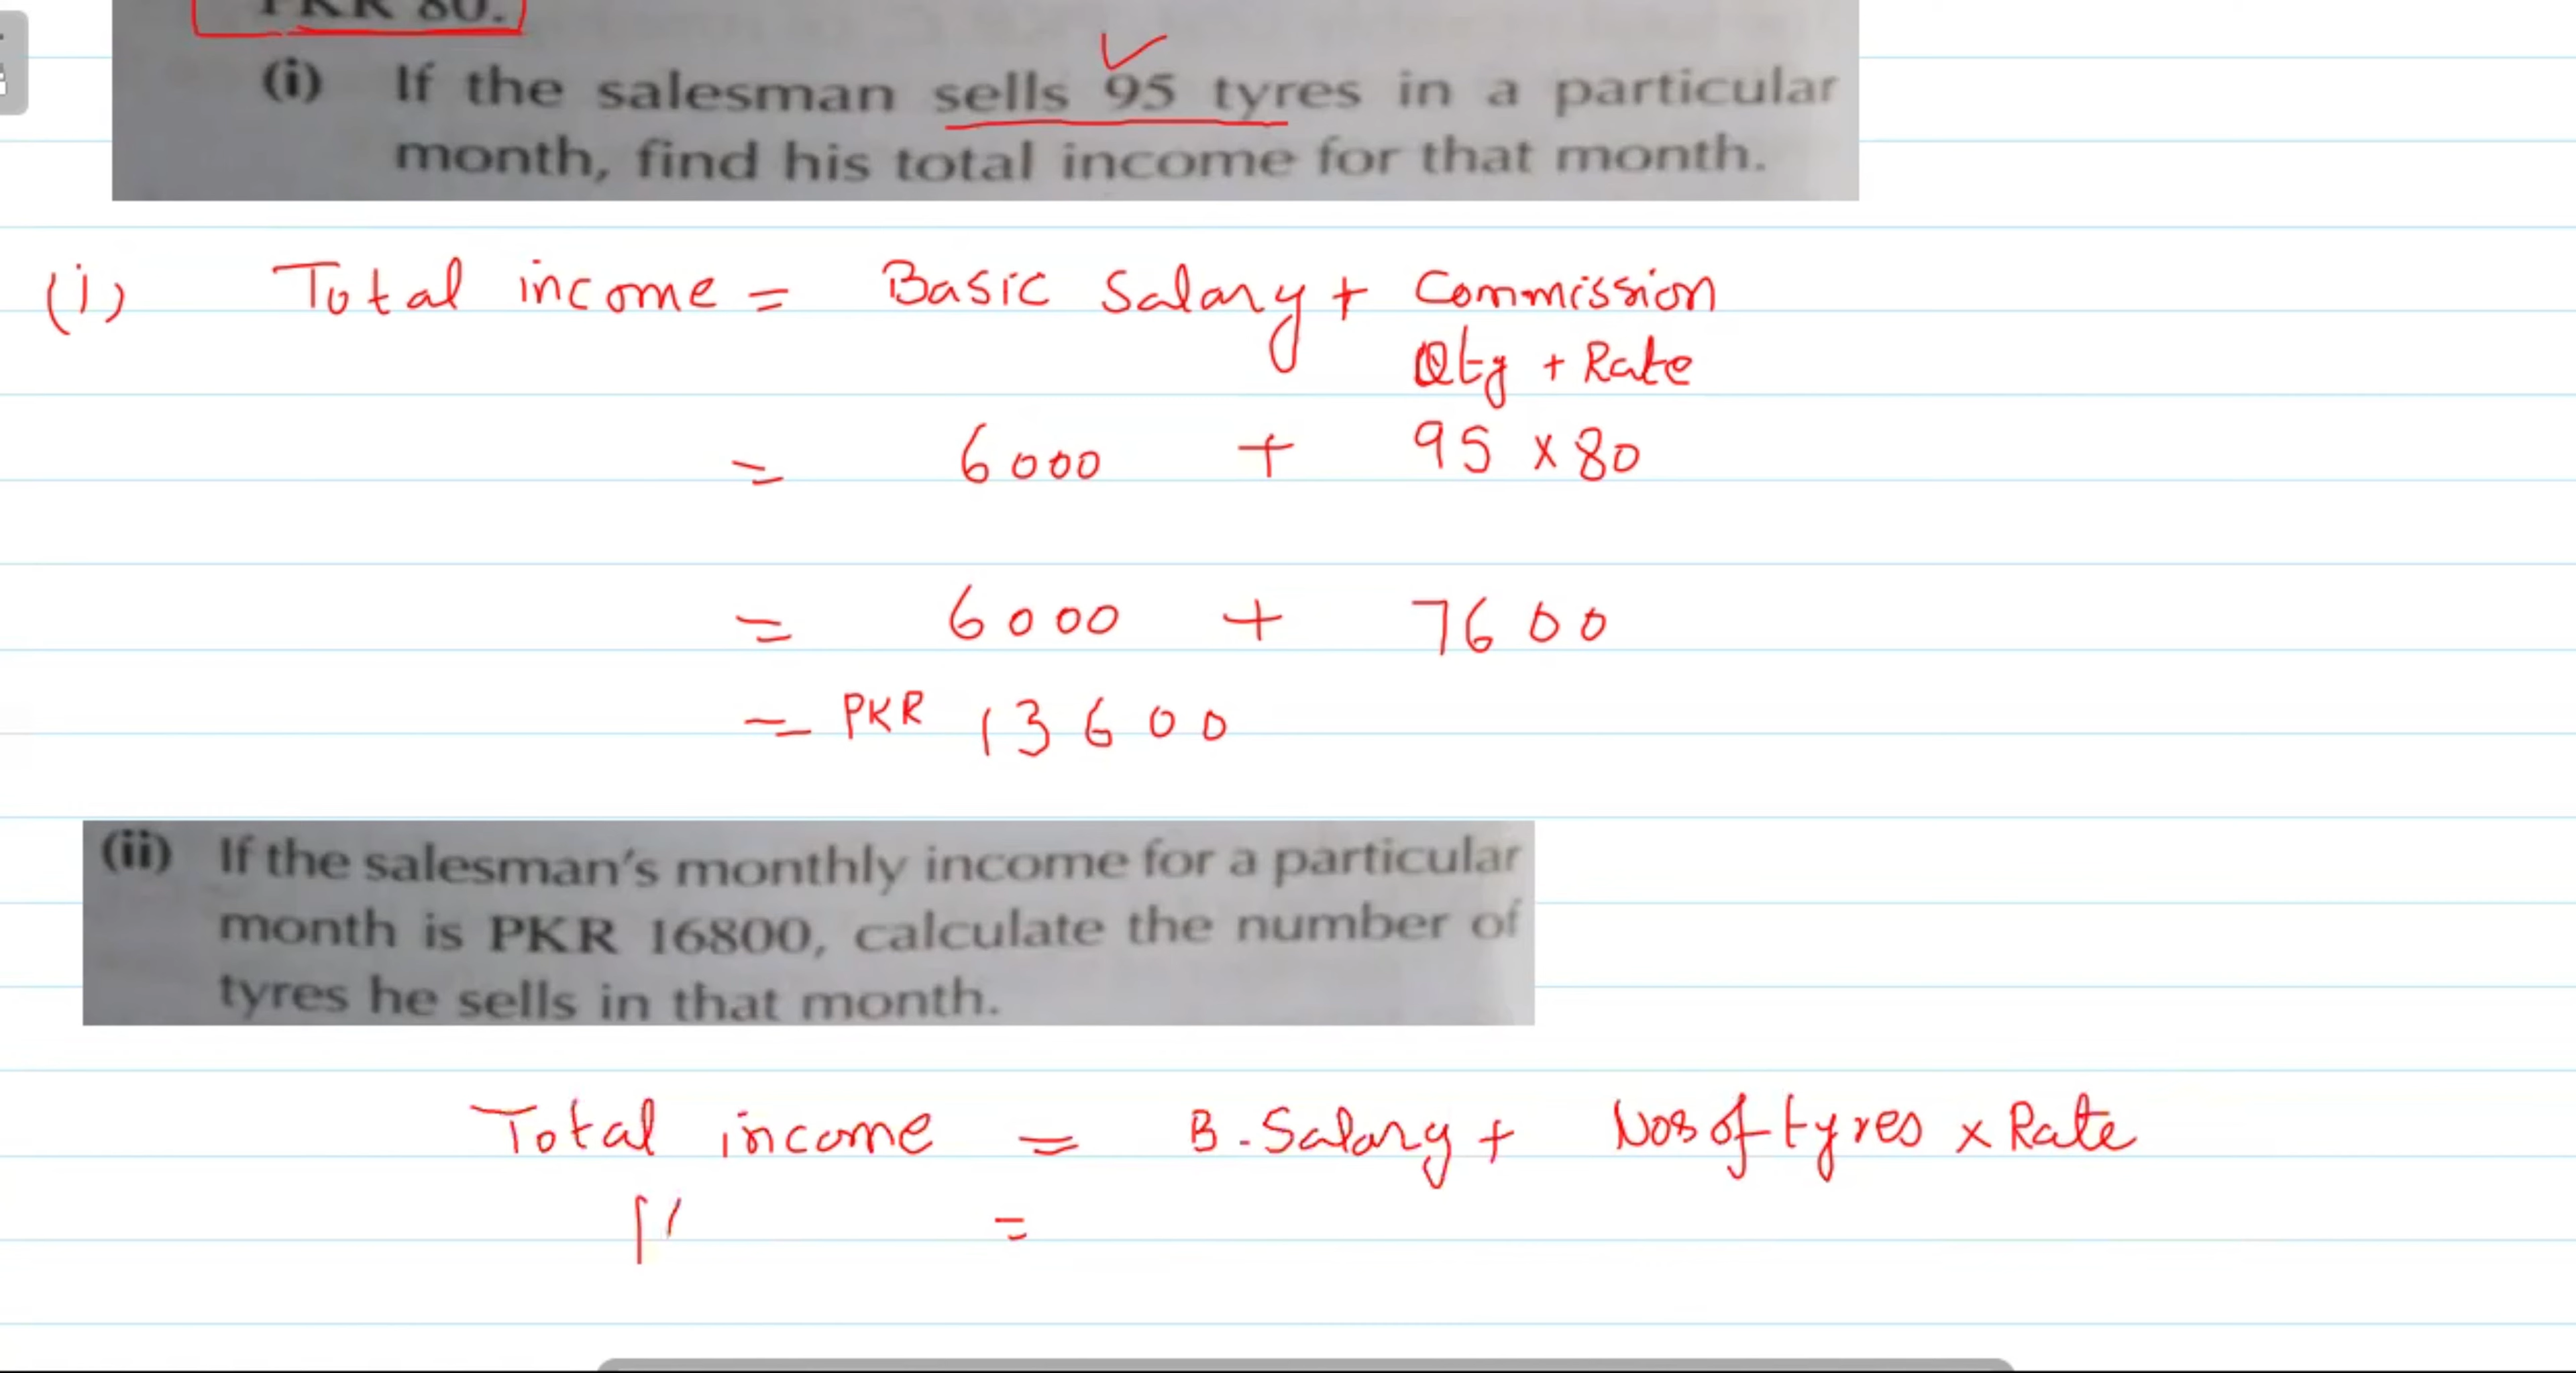 PKR 80.
(i) If the salesman sells 95 tyres in a particular
month, find his total income for that month.
(i) Total income = Basic Salary + Commission
Qty + Rate
= 6000 + 95 x 80
= 6000 + 7600
= PKR 13600
(ii) If the salesman's monthly income for a particular
month is PKR 16800, calculate the number of
tyres he sells in that month.
Total income = B. Salary + Nos of tyres x Rate
=